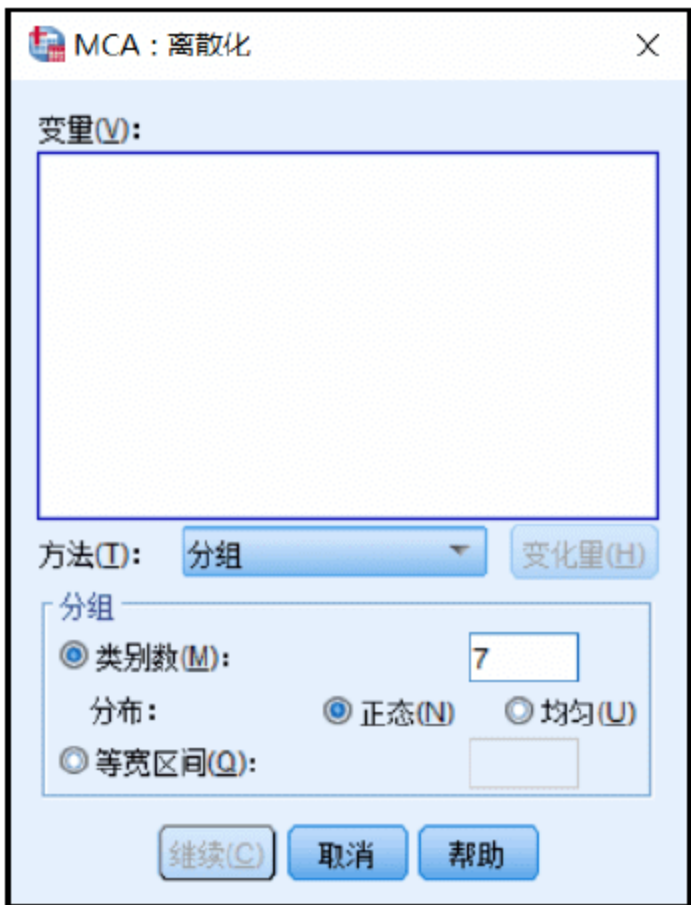 MCA：离散化
变量(V)：
方法(T)： 分组 变化量(H)
分组
类别数(M)： 7
分布： 正态(N) 均匀(U)
等宽区间(Q)：
继续(C) 取消 帮助